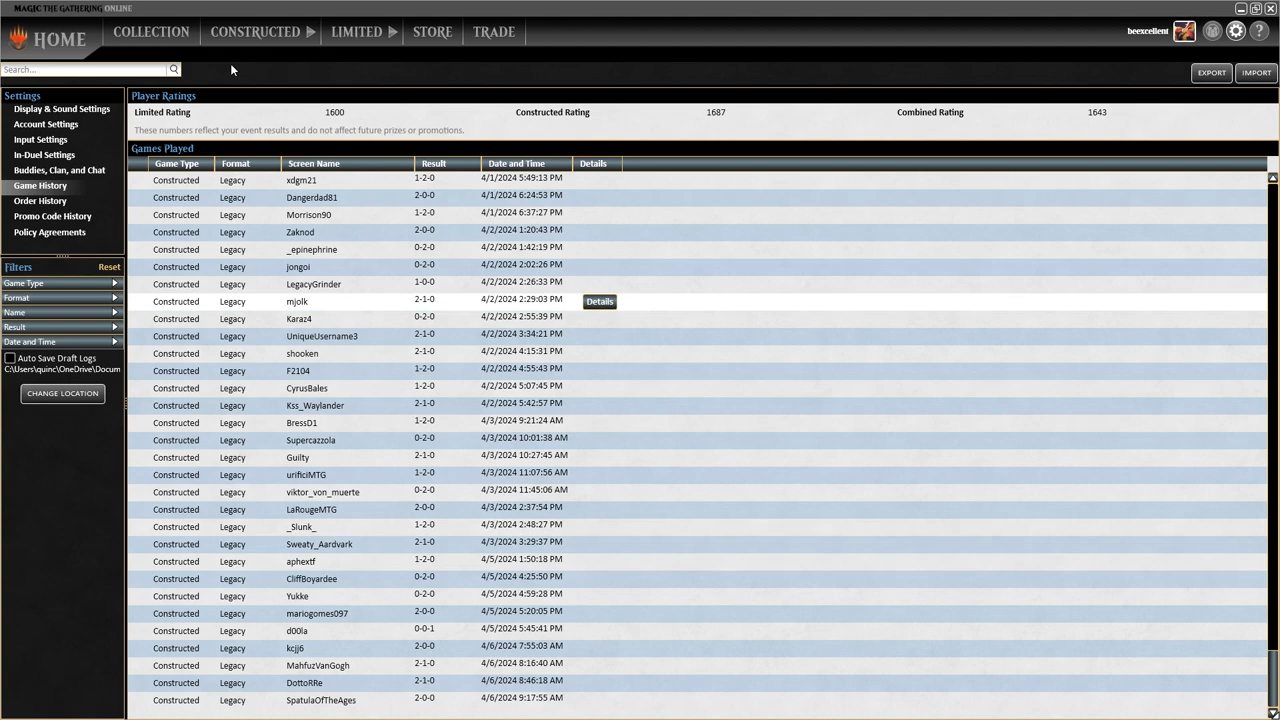 MAGIC: THE GATHERING ONLINE
HOME COLLECTION CONSTRUCTED LIMITED STORE TRADE beexcellent ?
Search... EXPORT IMPORT
Settings
Display & Sound Settings
Account Settings
Input Settings
In-Duel Settings
Buddies, Clan, and Chat
Game History
Order History
Promo Code History
Policy Agreements
Filters Reset
Game Type
Format
Name
Result
Date and Time
Auto Save Draft Logs
C:\Users\quinc\OneDrive\Docum
CHANGE LOCATION
Player Ratings
Limited Rating 1600 Constructed Rating 1687 Combined Rating 1643
These numbers reflect your event results and do not affect future prizes or promotions.
Games Played
Game Type Format Screen Name Result Date and Time Details
Constructed Legacy xdgm21 1-2-0 4/1/2024 5:49:13 PM
Constructed Legacy Dangerdad81 2-0-0 4/1/2024 6:24:53 PM
Constructed Legacy Morrison90 1-2-0 4/1/2024 6:37:27 PM
Constructed Legacy Zaknod 2-0-0 4/2/2024 1:20:43 PM
Constructed Legacy _epinephrine 0-2-0 4/2/2024 1:42:19 PM
Constructed Legacy jongoi 0-2-0 4/2/2024 2:02:26 PM
Constructed Legacy LegacyGrinder 1-0-0 4/2/2024 2:26:33 PM
Constructed Legacy mjolk 2-1-0 4/2/2024 2:29:03 PM Details
Constructed Legacy Karaz4 0-2-0 4/2/2024 2:55:39 PM
Constructed Legacy UniqueUsername3 2-1-0 4/2/2024 3:34:21 PM
Constructed Legacy shooken 2-1-0 4/2/2024 4:15:31 PM
Constructed Legacy F2104 1-2-0 4/2/2024 4:55:43 PM
Constructed Legacy CyrusBales 1-2-0 4/2/2024 5:07:45 PM
Constructed Legacy Kss_Waylander 2-1-0 4/2/2024 5:42:57 PM
Constructed Legacy BressD1 1-2-0 4/3/2024 9:21:24 AM
Constructed Legacy Supercazzola 0-2-0 4/3/2024 10:01:38 AM
Constructed Legacy Guilty 2-1-0 4/3/2024 10:27:45 AM
Constructed Legacy urificiMTG 1-2-0 4/3/2024 11:07:56 AM
Constructed Legacy viktor_von_muerte 0-2-0 4/3/2024 11:45:06 AM
Constructed Legacy LaRougeMTG 2-0-0 4/3/2024 2:37:54 PM
Constructed Legacy _Slunk_ 1-2-0 4/3/2024 2:48:27 PM
Constructed Legacy Sweaty_Aardvark 2-1-0 4/3/2024 3:29:37 PM
Constructed Legacy aphextf 1-2-0 4/5/2024 1:50:18 PM
Constructed Legacy CliffBoyardee 0-2-0 4/5/2024 4:25:50 PM
Constructed Legacy Yukke 0-2-0 4/5/2024 4:59:28 PM
Constructed Legacy mariogomes097 2-0-0 4/5/2024 5:20:05 PM
Constructed Legacy d00la 0-0-1 4/5/2024 5:45:41 PM
Constructed Legacy kcjj6 2-0-0 4/6/2024 7:55:03 AM
Constructed Legacy MahfuzVanGogh 2-1-0 4/6/2024 8:16:40 AM
Constructed Legacy DottoRRe 2-1-0 4/6/2024 8:46:18 AM
Constructed Legacy SpatulaOfTheAges 2-0-0 4/6/2024 9:17:55 AM